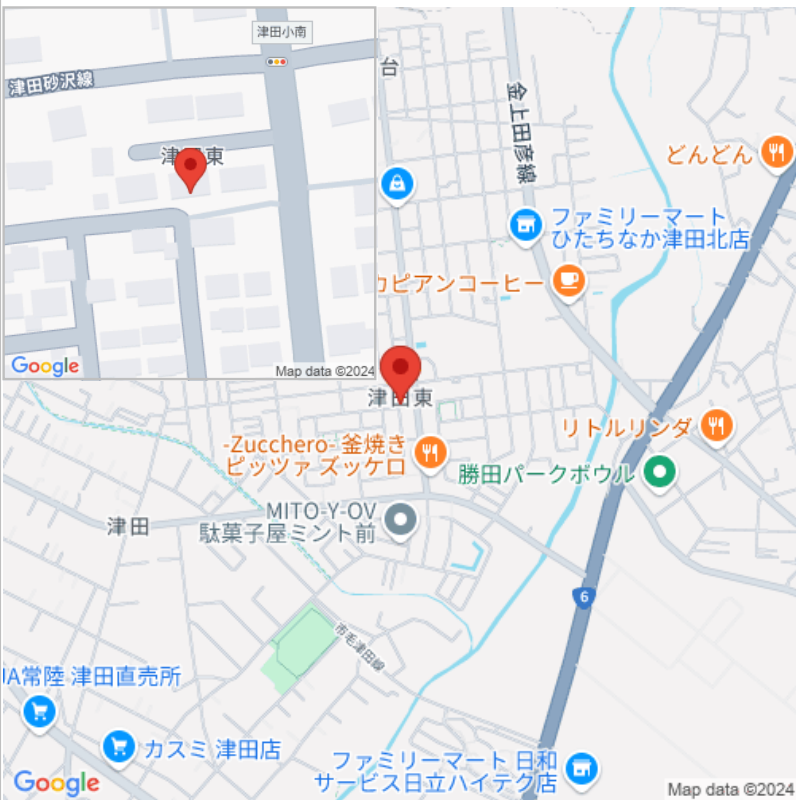 津田小南
津田砂沢線
津田東
Google
Map data ©2024
台
金上田彦線
どんどん
ファミリーマート
ひたちなか津田北店
カピアンコーヒー
津田東
リトルリンダ
-Zucchero- 釜焼き
ピッツァ ズッケロ
勝田パークボウル
MITO-Y-OV
駄菓子屋ミント前
津田
6
市毛津田線
JA常陸 津田直売所
カスミ 津田店
ファミリーマート 日和
サービス日立ハイテク店
Google
Map data ©2024